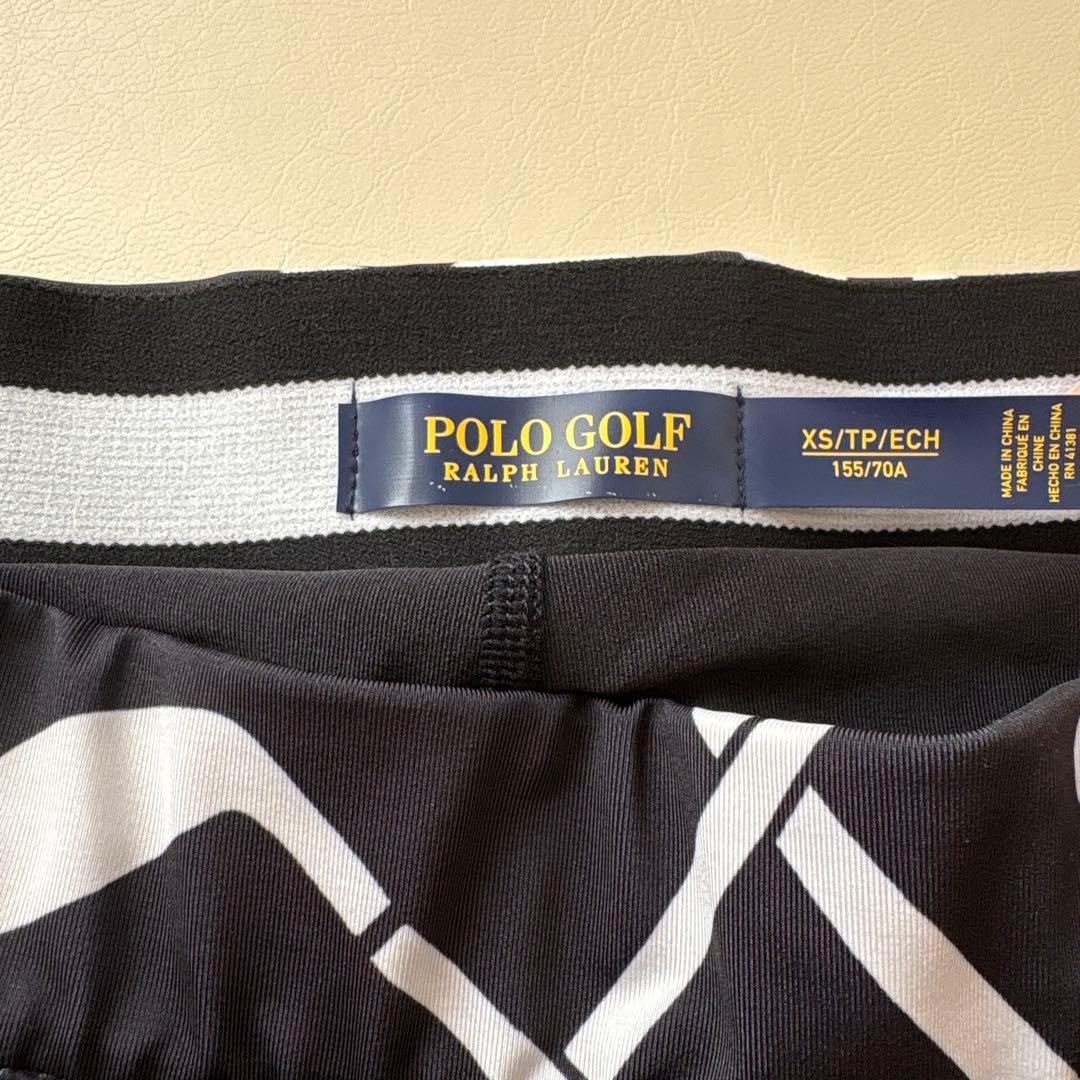 POLO GOLF
RALPH LAUREN
XS/TP/ECH
155/70A
MADE IN CHINA
FABRIQUÉ EN
CHINE
HECHO EN CHINA
RN 41381